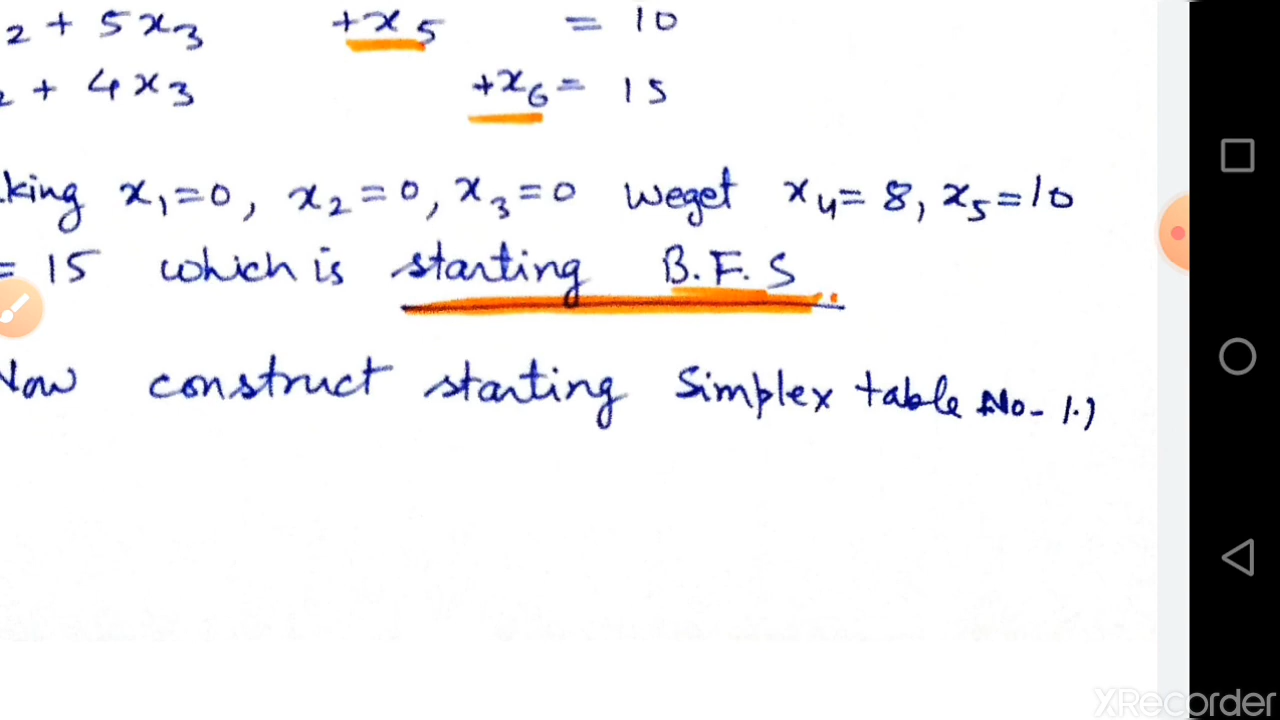 2 + 5x3 +x5 = 10
2 + 4x3 +x6 = 15
king x1=0, x2=0, x3=0 weget x4=8, x5=10
= 15 which is starting B.F.S
Now construct starting Simplex table No- 1.)
XRecorder